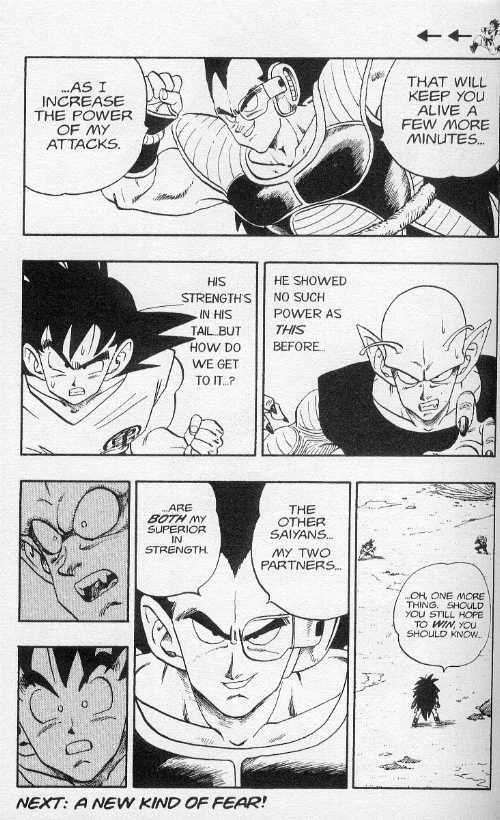 THAT WILL
KEEP YOU
ALIVE A
FEW MORE
MINUTES...
...AS I
INCREASE
THE POWER
OF MY
ATTACKS.
HE SHOWED
NO SUCH
POWER AS
THIS
BEFORE...
HIS
STRENGTH'S
IN HIS
TAIL...BUT
HOW DO
WE GET
TO IT...?
...OH, ONE MORE
THING. SHOULD
YOU STILL HOPE
TO WIN, YOU
SHOULD KNOW...
THE
OTHER
SAIYANS...
MY TWO
PARTNERS...
...ARE
BOTH MY
SUPERIOR
IN
STRENGTH.
NEXT: A NEW KIND OF FEAR!